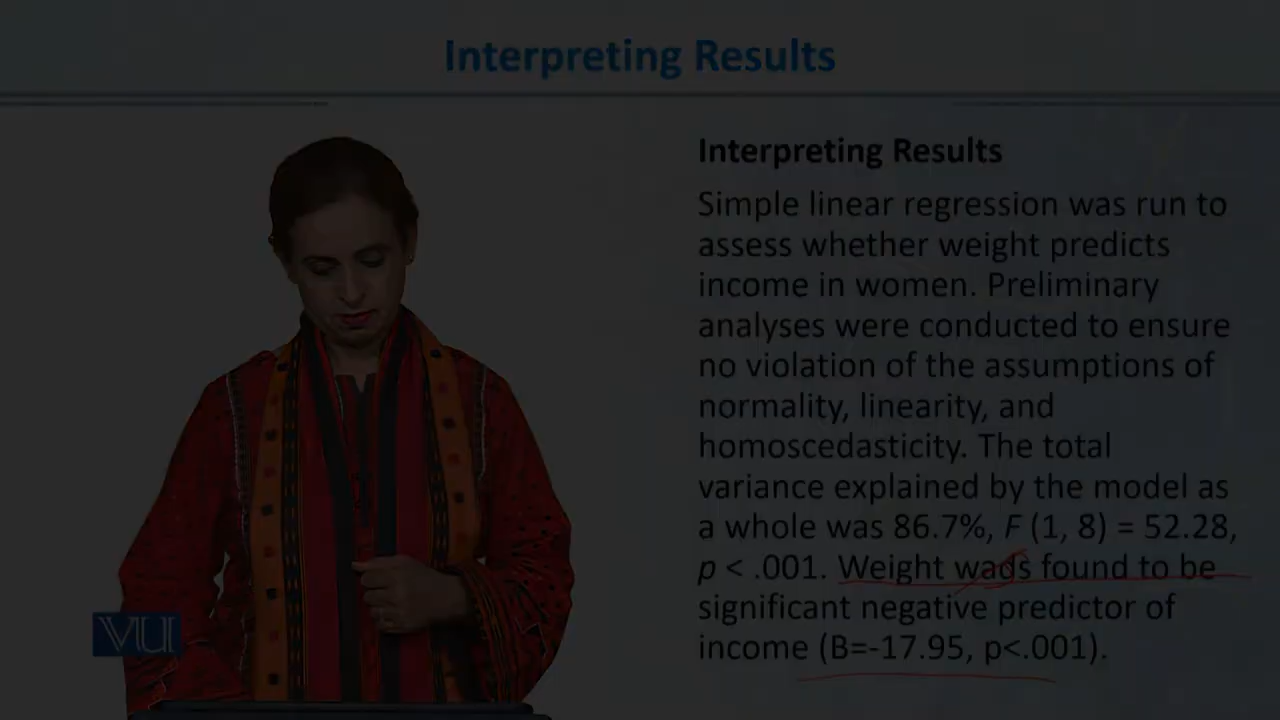 Interpreting Results
Interpreting Results
Simple linear regression was run to
assess whether weight predicts
income in women. Preliminary
analyses were conducted to ensure
no violation of the assumptions of
normality, linearity, and
homoscedasticity. The total
variance explained by the model as
a whole was 86.7%, F (1, 8) = 52.28,
p < .001. Weight wads found to be
significant negative predictor of
income (B=-17.95, p<.001).
VU